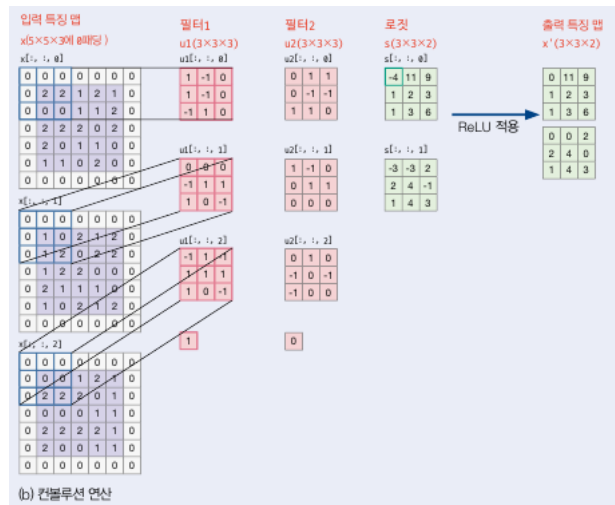 입력 특징 맵
x(5×5×3에 0패딩)
x[:, :, 0]
0 0 0 0 0 0 0
0 2 2 1 2 1 0
0 0 0 1 1 2 0
0 2 2 2 0 2 0
0 2 0 1 1 0 0
0 1 1 0 2 0 0
0 0 0 0 0 0 0
x[:, :, 1]
0 0 0 0 0 0 0
0 1 0 2 1 2 0
0 1 2 0 2 2 0
0 1 2 2 0 0 0
0 2 1 1 1 0 0
0 1 0 2 1 2 0
0 0 0 0 0 0 0
x[:, :, 2]
0 0 0 0 0 0 0
0 0 0 1 2 1 0
0 2 2 2 0 1 0
0 0 0 0 1 1 0
0 2 2 2 2 2 0
0 2 0 0 1 1 0
0 0 0 0 0 0 0
필터1
u1(3×3×3)
u1[:, :, 0]
1 -1 0
1 -1 0
-1 1 0
u1[:, :, 1]
0 0 0
-1 1 1
1 0 -1
u1[:, :, 2]
-1 1 -1
1 1 1
1 0 -1
1
필터2
u2(3×3×3)
u2[:, :, 0]
0 1 1
0 -1 -1
1 1 0
u2[:, :, 1]
1 -1 0
0 1 1
0 0 0
u2[:, :, 2]
0 1 0
-1 0 -1
-1 0 0
0
로짓
s(3×3×2)
s[:, :, 0]
-4 11 9
1 2 3
1 3 6
s[:, :, 1]
-3 -3 2
2 4 -1
1 4 3
ReLU 적용
출력 특징 맵
x'(3×3×2)
0 11 9
1 2 3
1 3 6
0 0 2
2 4 0
1 4 3
(b) 컨볼루션 연산